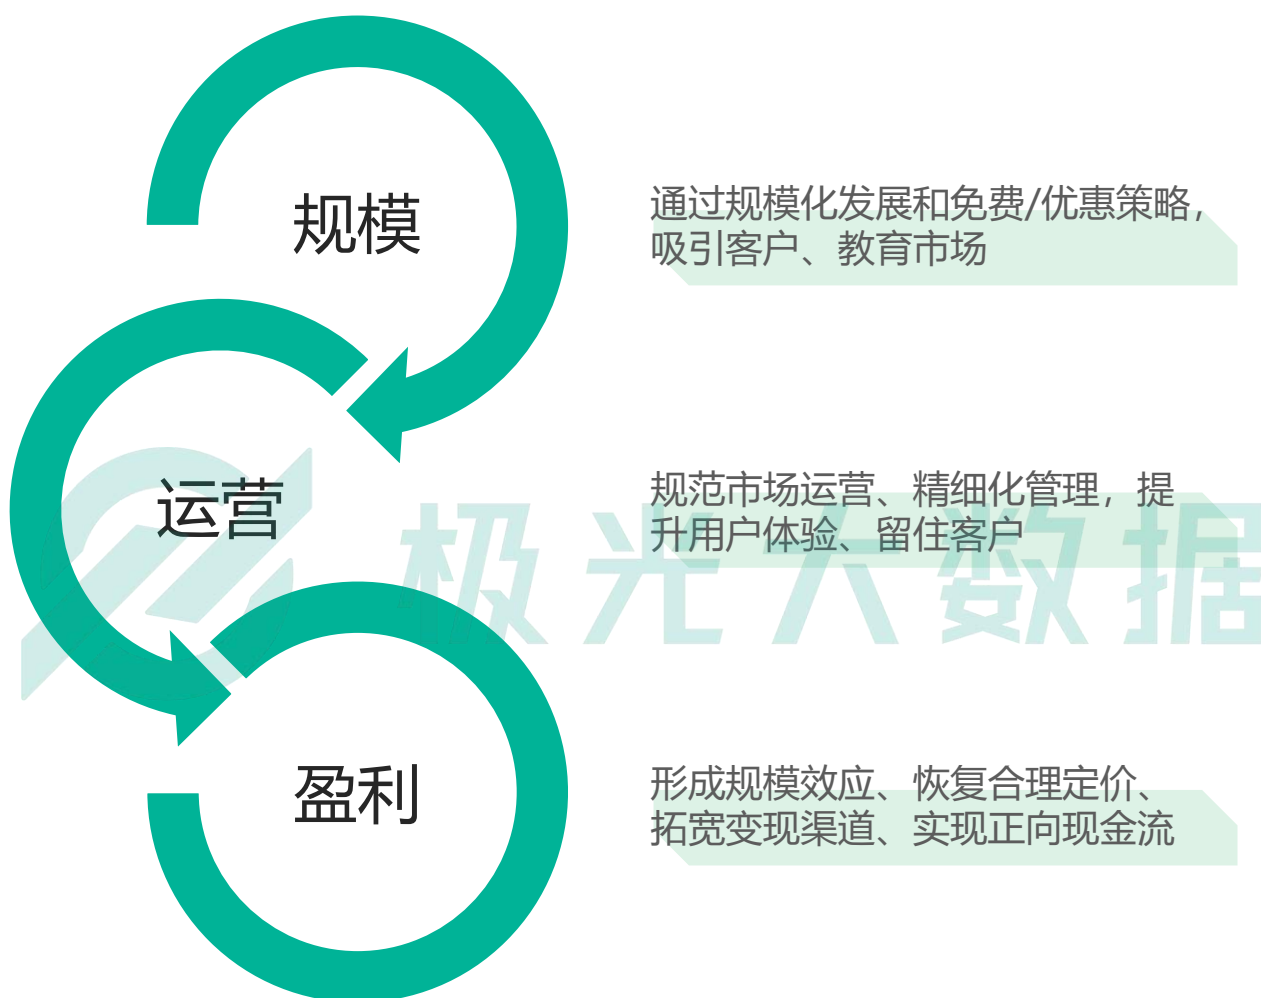 规模
通过规模化发展和免费/优惠策略，
吸引客户、教育市场
运营
规范市场运营、精细化管理，提
升用户体验、留住客户
极光大数据
盈利
形成规模效应、恢复合理定价、
拓宽变现渠道、实现正向现金流